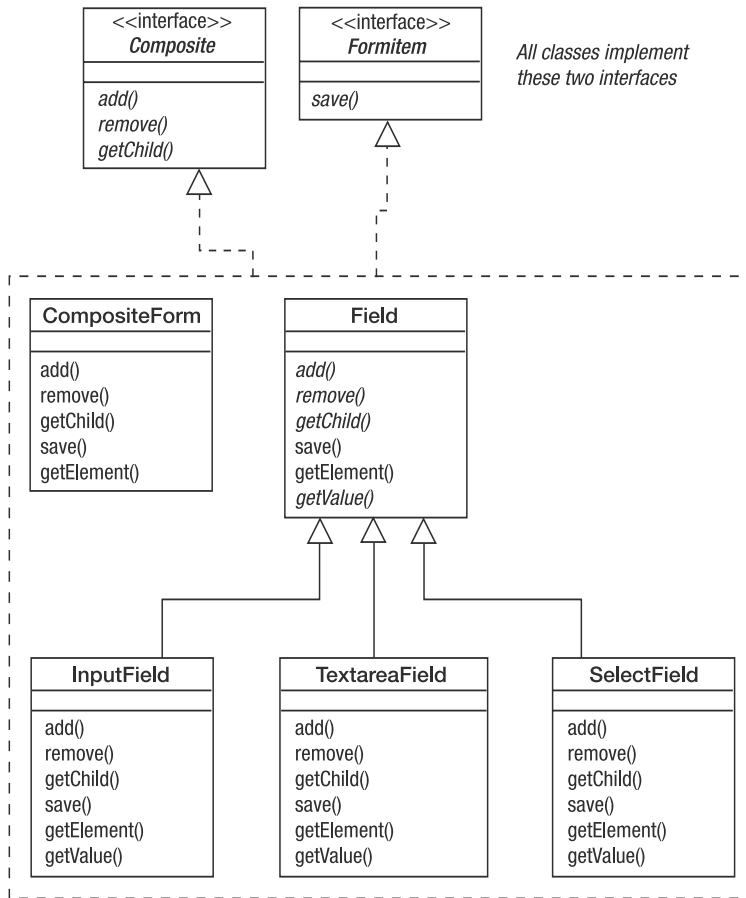 <<interface>>
Composite
add()
remove()
getChild()
<<interface>>
Formitem
save()
All classes implement
these two interfaces
CompositeForm
add()
remove()
getChild()
save()
getElement()
Field
add()
remove()
getChild()
save()
getElement()
getValue()
InputField
add()
remove()
getChild()
save()
getElement()
getValue()
TextareaField
add()
remove()
getChild()
save()
getElement()
getValue()
SelectField
add()
remove()
getChild()
save()
getElement()
getValue()